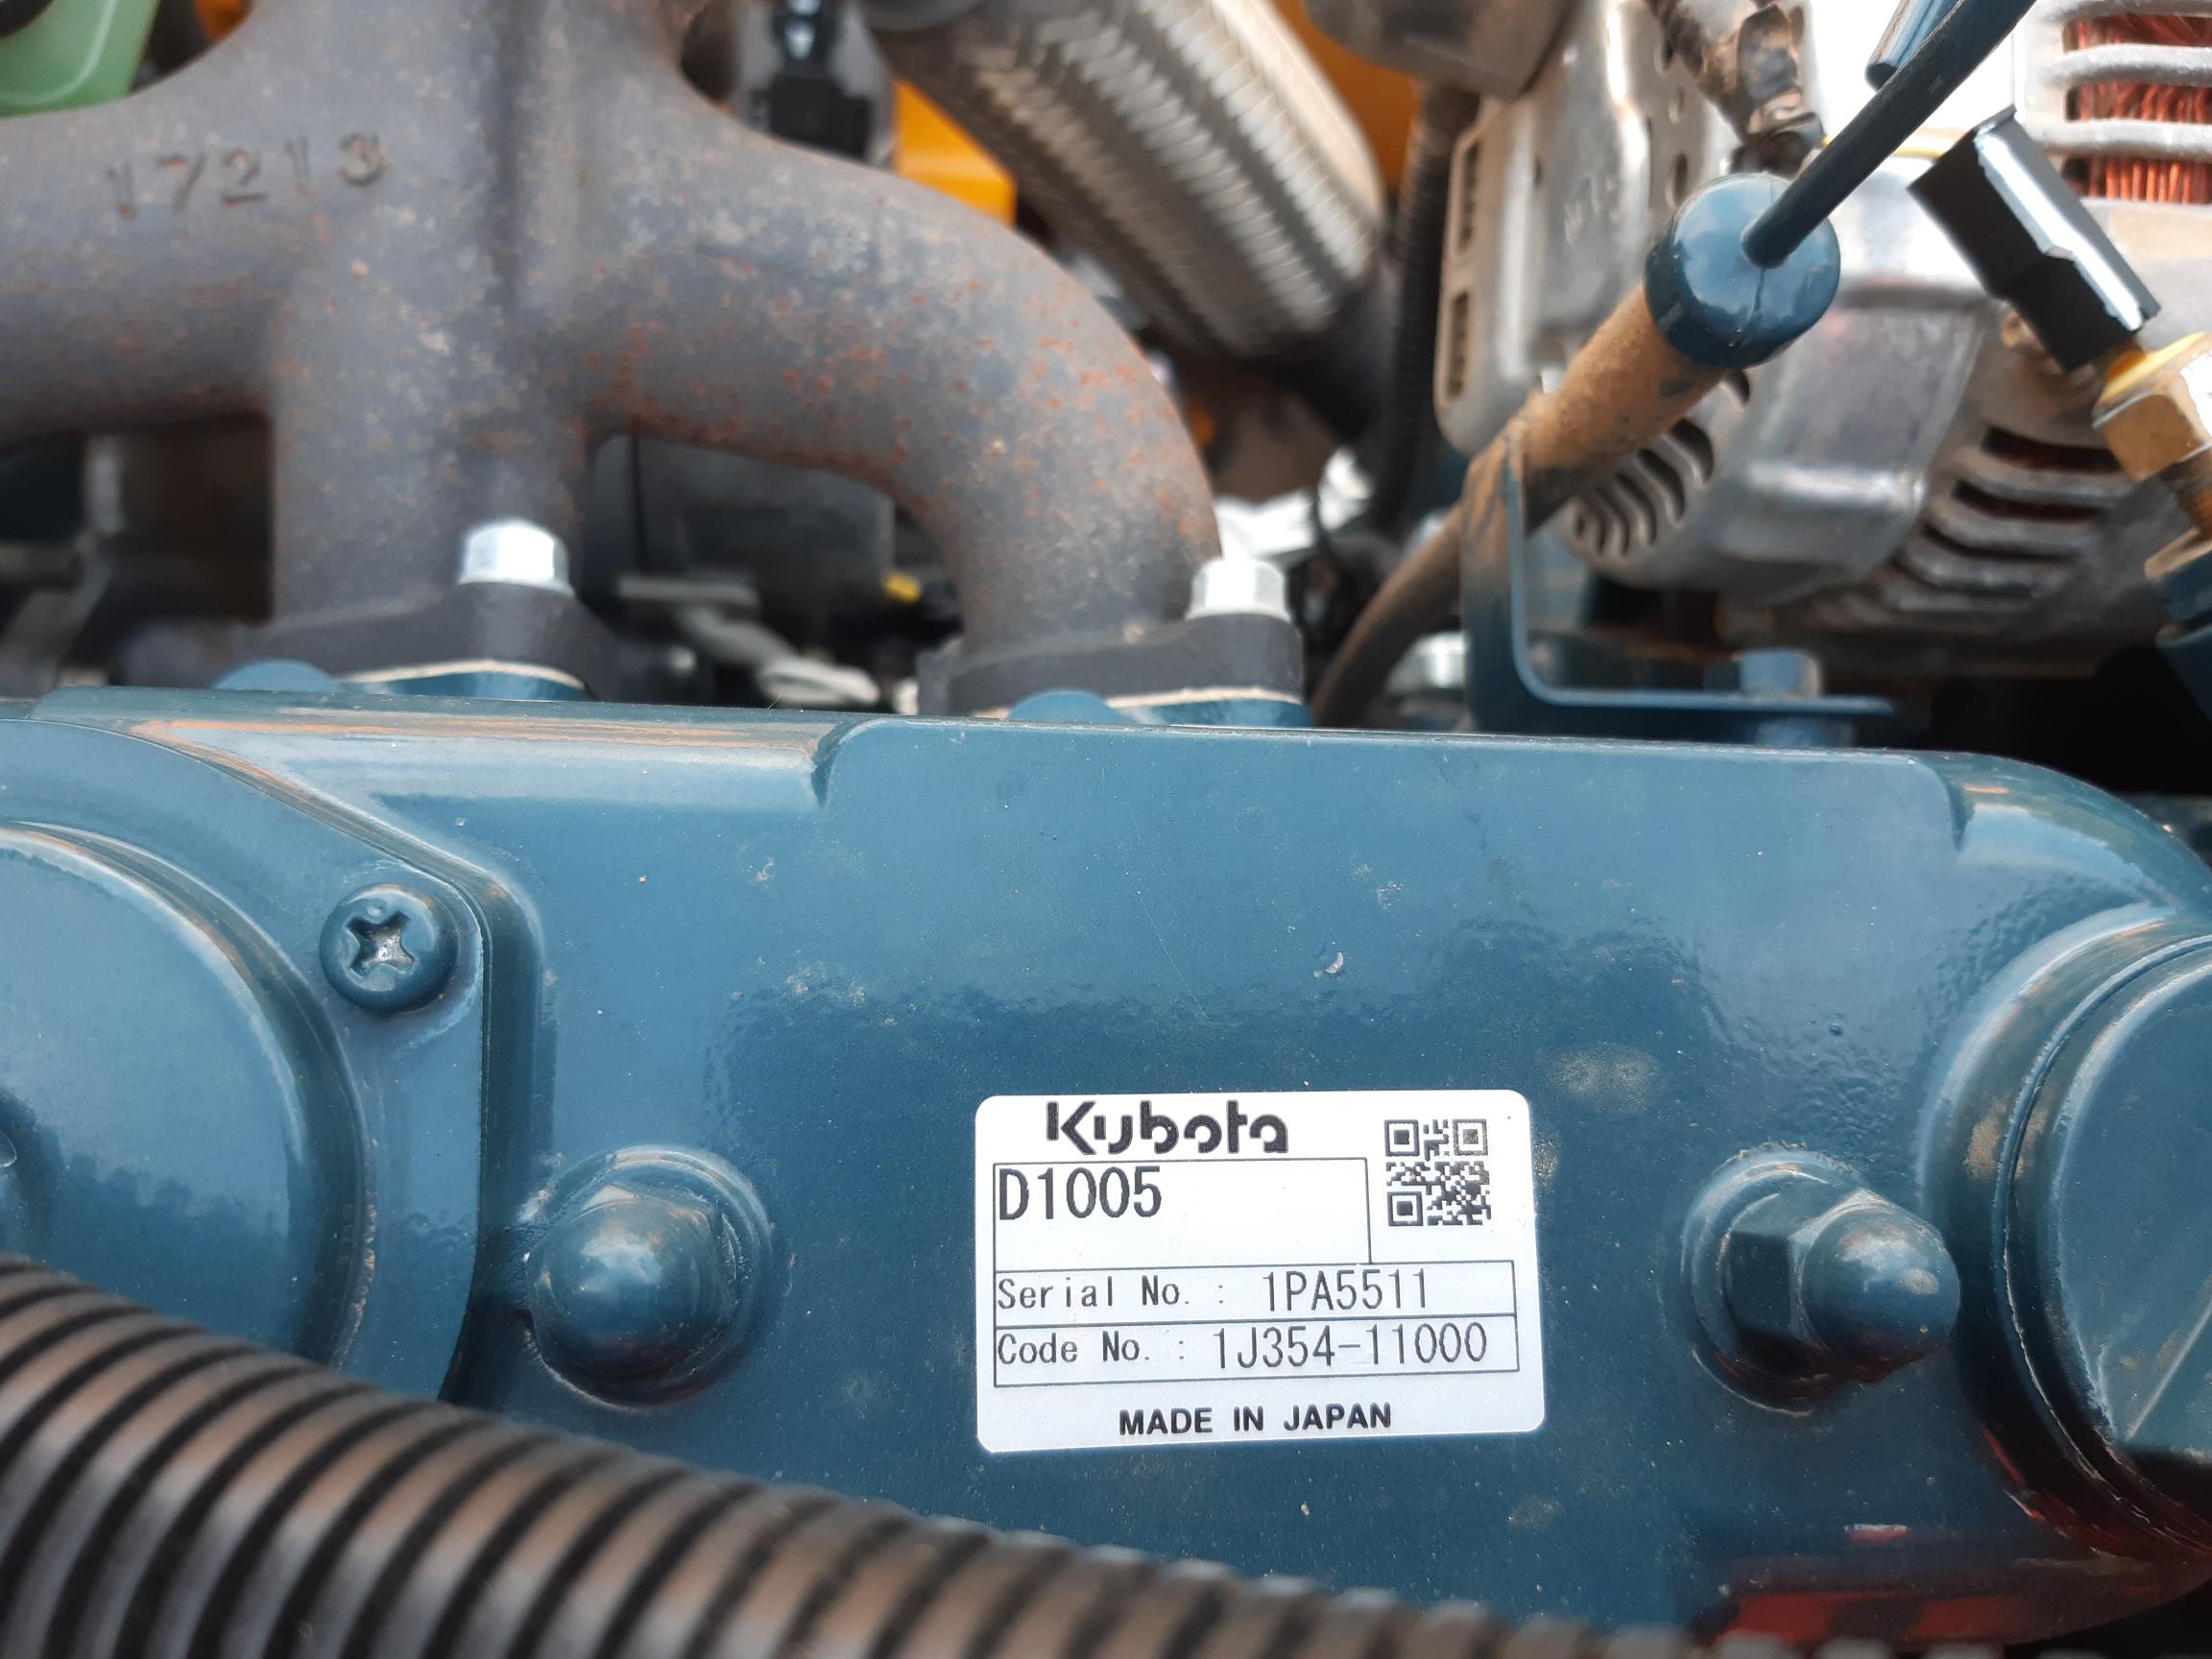 17213
Kubota
D1005
Serial No. : 1PA5511
Code No. : 1J354-11000
MADE IN JAPAN